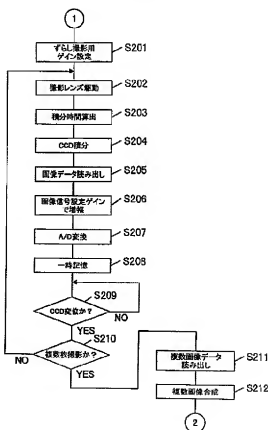 1
ずらし撮影用
ゲイン設定
S201
撮影レンズ駆動
S202
積分時間算出
S203
CCD積分
S204
画像データ読み出し
S205
画像信号設定ゲイン
で増幅
S206
A/D変換
S207
一時記憶
S208
CCD変位か?
S209
NO
YES
複数枚撮影か?
S210
NO
YES
複数画像データ
読み出し
S211
複数画像合成
S212
2